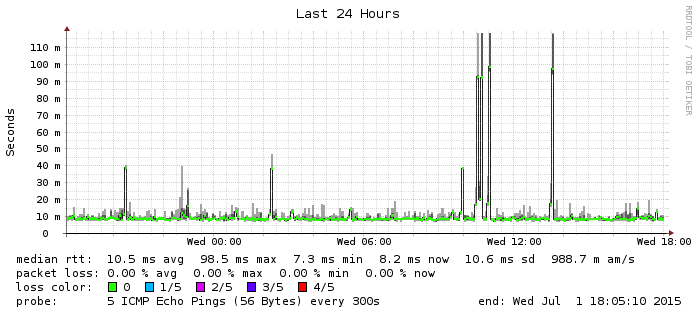 Last 24 Hours
RRDTOOL / TOBI OETIKER
Seconds
110 m
100 m
90 m
80 m
70 m
60 m
50 m
40 m
30 m
20 m
10 m
0
Wed 00:00 Wed 06:00 Wed 12:00 Wed 18:00
median rtt: 10.5 ms avg 98.5 ms max 7.3 ms min 8.2 ms now 10.6 ms sd 988.7 m am/s
packet loss: 0.00 % avg 0.00 % max 0.00 % min 0.00 % now
loss color: 0 1/5 2/5 3/5 4/5
probe: 5 ICMP Echo Pings (56 Bytes) every 300s end: Wed Jul 1 18:05:10 2015